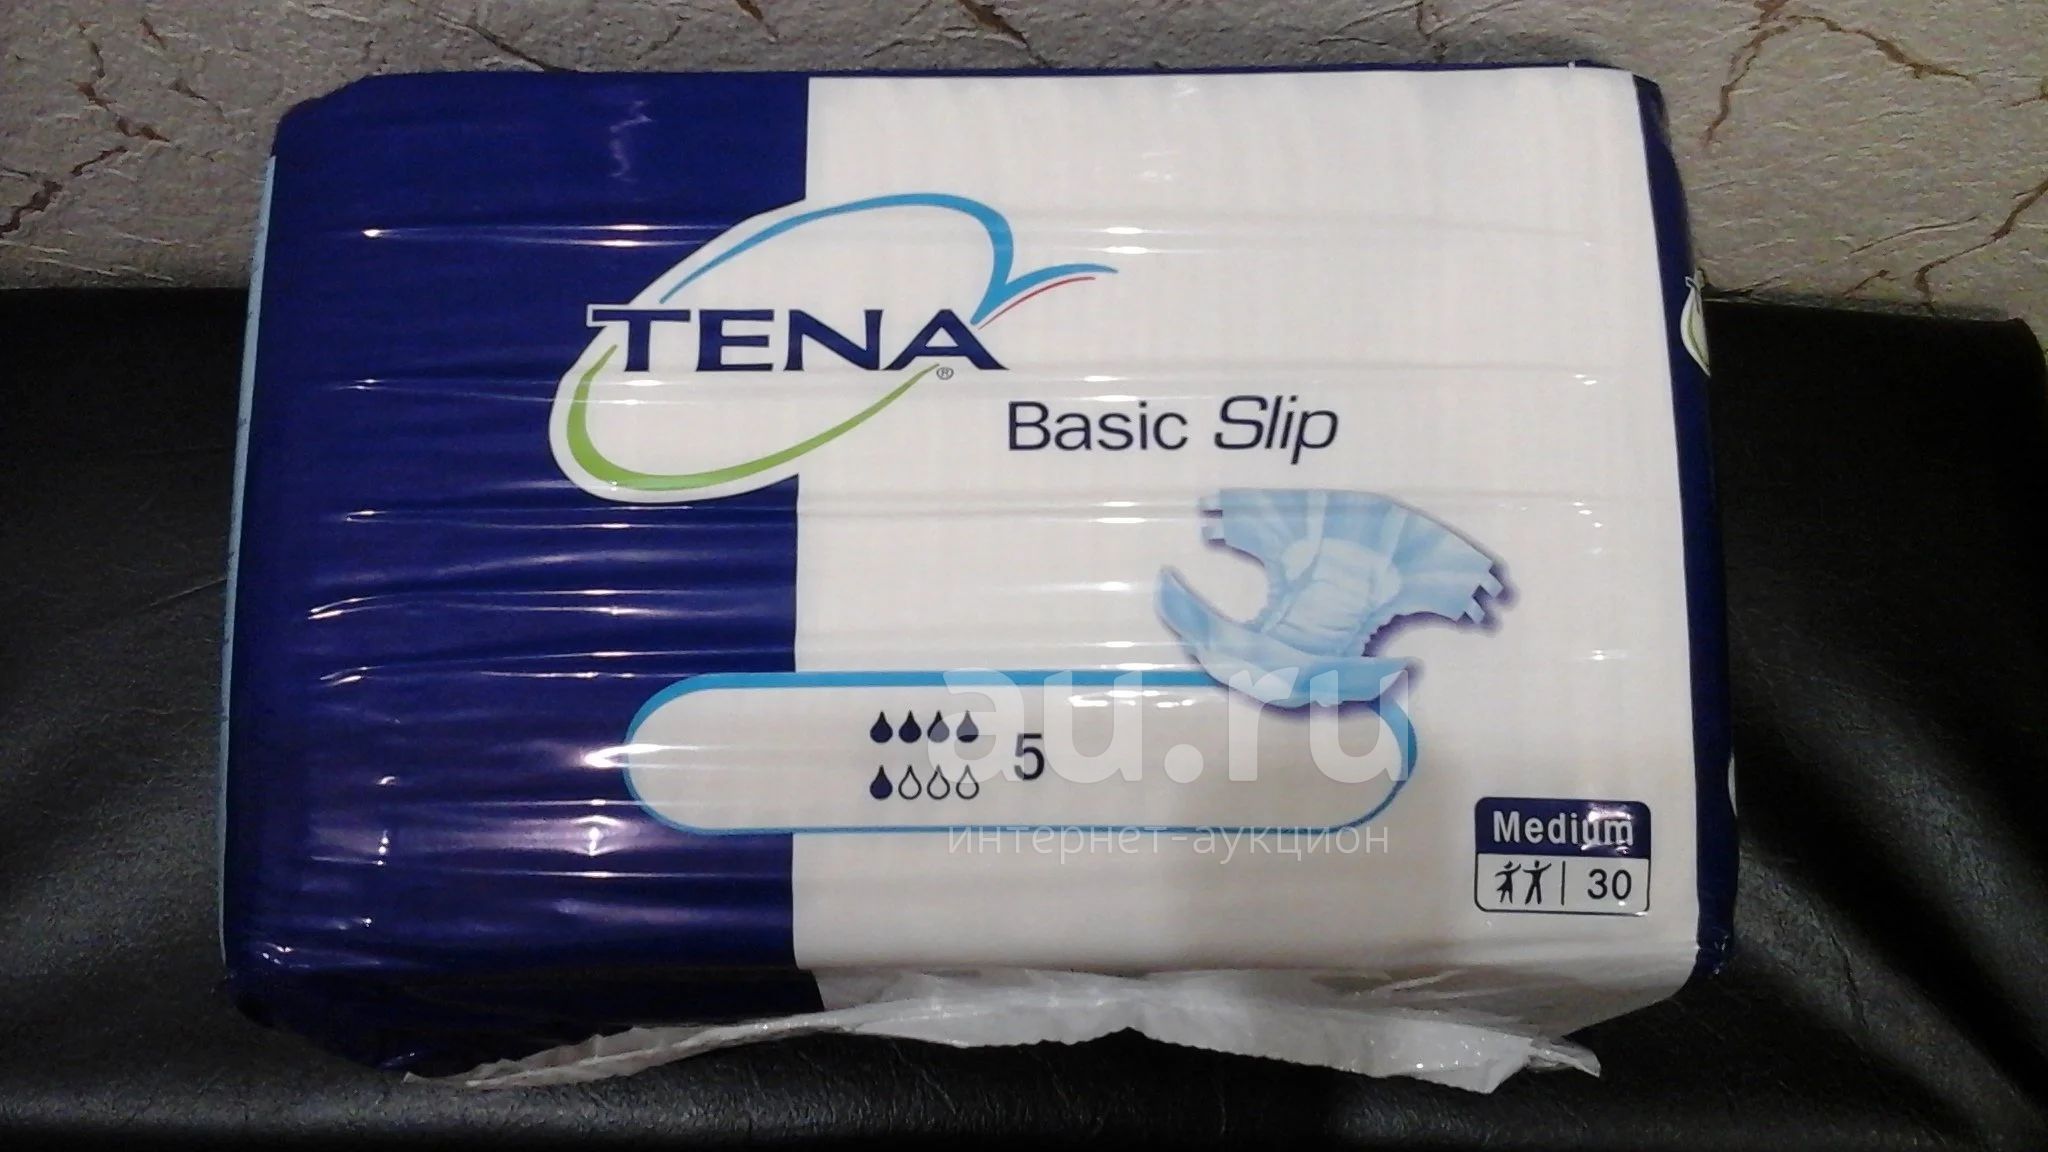 TENA®
Basic Slip
5
au.ru
интернет-аукцион
Medium
30